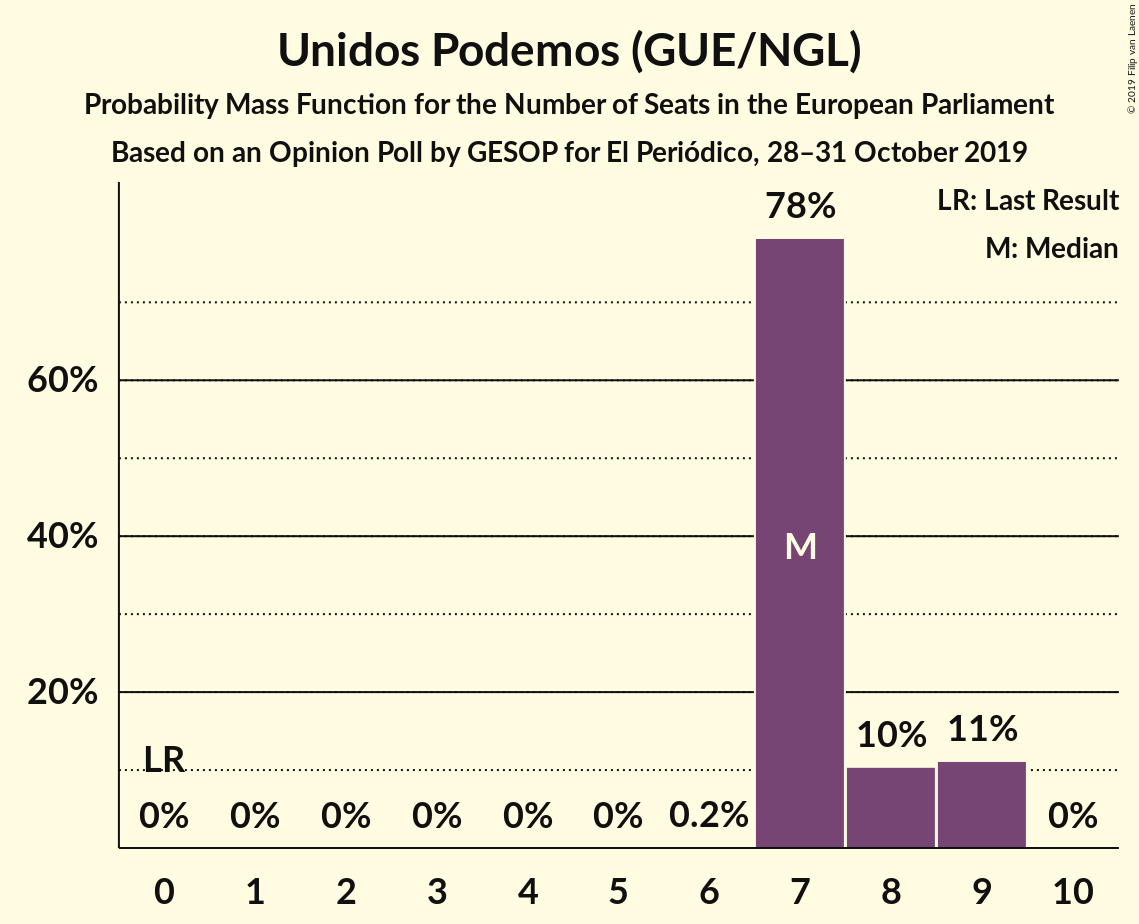 Unidos Podemos (GUE/NGL)
Probability Mass Function for the Number of Seats in the European Parliament
Based on an Opinion Poll by GESOP for El Periódico, 28–31 October 2019
© 2019 Filip van Laenen
LR: Last Result
M: Median
78%
60%
40%
20%
M
LR
0% 0% 0% 0% 0% 0% 0.2% 10% 11% 0%
0 1 2 3 4 5 6 7 8 9 10